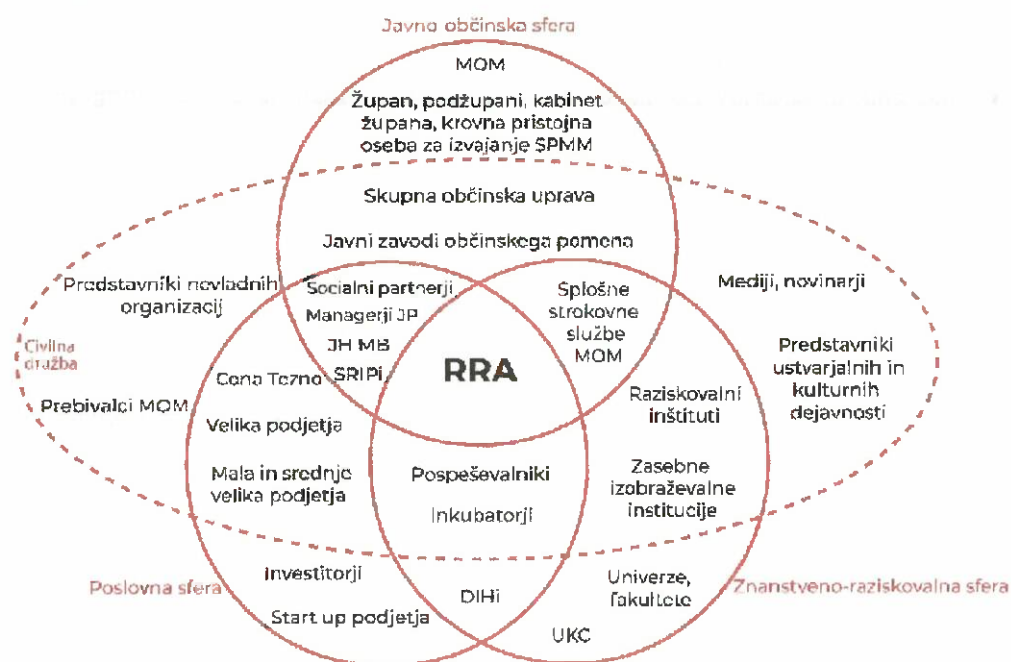 Javno občinska sfera
MOM
Župan, podžupani, kabinet
župana, krovna pristojna
oseba za izvajanje SPMM
Skupna občinska uprava
Javni zavodi občinskega pomena
Predstavniki nevladnih
organizacij
Socialni partnerji
Managerji JP
JH MB
SRIPi
Splošne
strokovne
službe
MOM
Mediji, novinarji
Civilna
družba
Cona Tezno
RRA
Raziskovalni
inštituti
Predstavniki
ustvarjalnih in
kulturnih
dejavnosti
Prebivalci MOM
Velika podjetja
Mala in srednje
velika podjetja
Pospeševalniki
Inkubatorji
Zasebne
izobraževalne
institucije
Poslovna sfera
Investitorji
Start up podjetja
DIHi
Univerze,
fakultete
UKC
Znanstveno-raziskovalna sfera